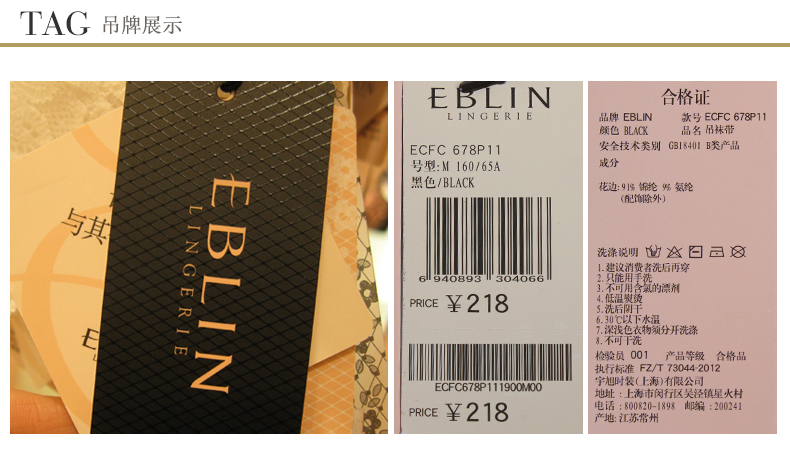 TAG 吊牌展示
与其
EBLIN
LINGERIE
EBLIN
LINGERIE
ECFC 678P11
号型:M 160/65A
黑色/BLACK
6 940893 304066
PRICE ¥218
ECFC678P111900M00
PRICE ¥218
合格证
品牌 EBLIN 款号 ECFC 678P11
颜色 BLACK 品名 吊袜带
安全技术类别 GB18401 B类产品
成分
花边: 91% 锦纶 9% 氨纶
(配饰除外)
洗涤说明
1.建议消费者洗后再穿
2.只能用手洗
3.不可用含氯的漂剂
4.低温熨烫
5.洗后阴干
6.30℃以下水温
7.深浅色衣物须分开洗涤
8.不可干洗
检验员 001 产品等级 合格品
执行标准 FZ/T 73044-2012
宇旭时装(上海)有限公司
地址:上海市闵行区吴泾镇星火村
电话:800820-1898 邮编:200241
产地:江苏常州